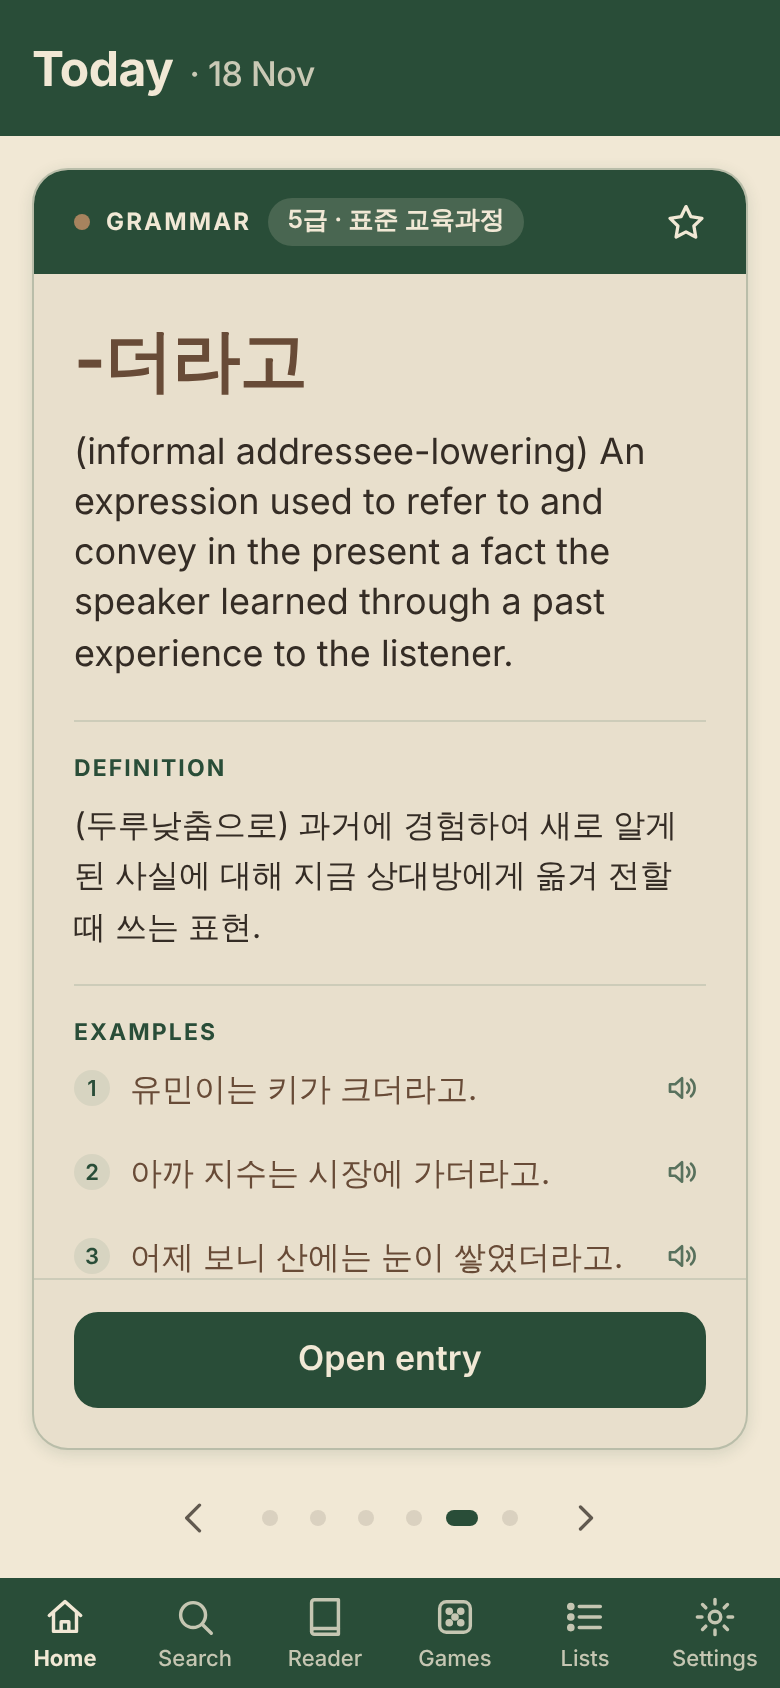 Today · 18 Nov
GRAMMAR 5급 · 표준 교육과정
-더라고
(informal addressee-lowering) An
expression used to refer to and
convey in the present a fact the
speaker learned through a past
experience to the listener.
DEFINITION
(두루낮춤으로) 과거에 경험하여 새로 알게
된 사실에 대해 지금 상대방에게 옮겨 전할
때 쓰는 표현.
EXAMPLES
1 유민이는 키가 크더라고.
2 아까 지수는 시장에 가더라고.
3 어제 보니 산에는 눈이 쌓였더라고.
Open entry
Home Search Reader Games Lists Settings